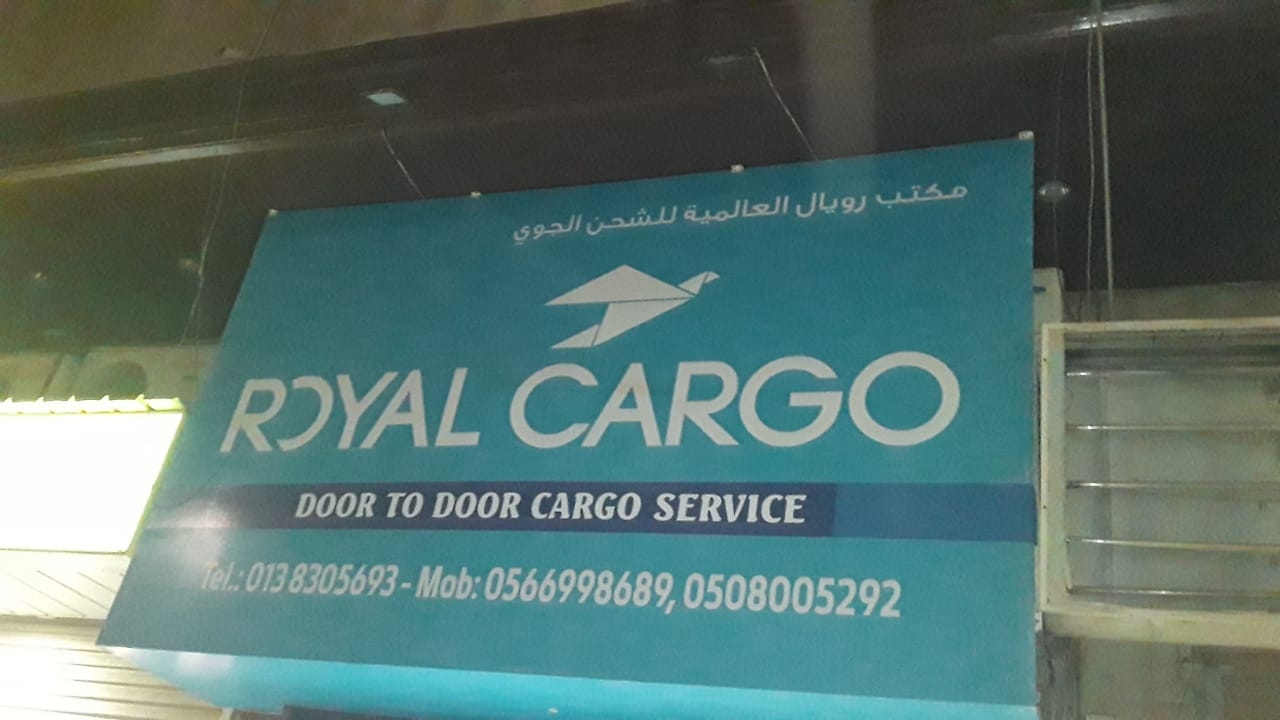 مكتب رويال العالمية للشحن الجوي
ROYAL CARGO
DOOR TO DOOR CARGO SERVICE
Tel.: 013 8305693 - Mob: 0566998689, 0508005292